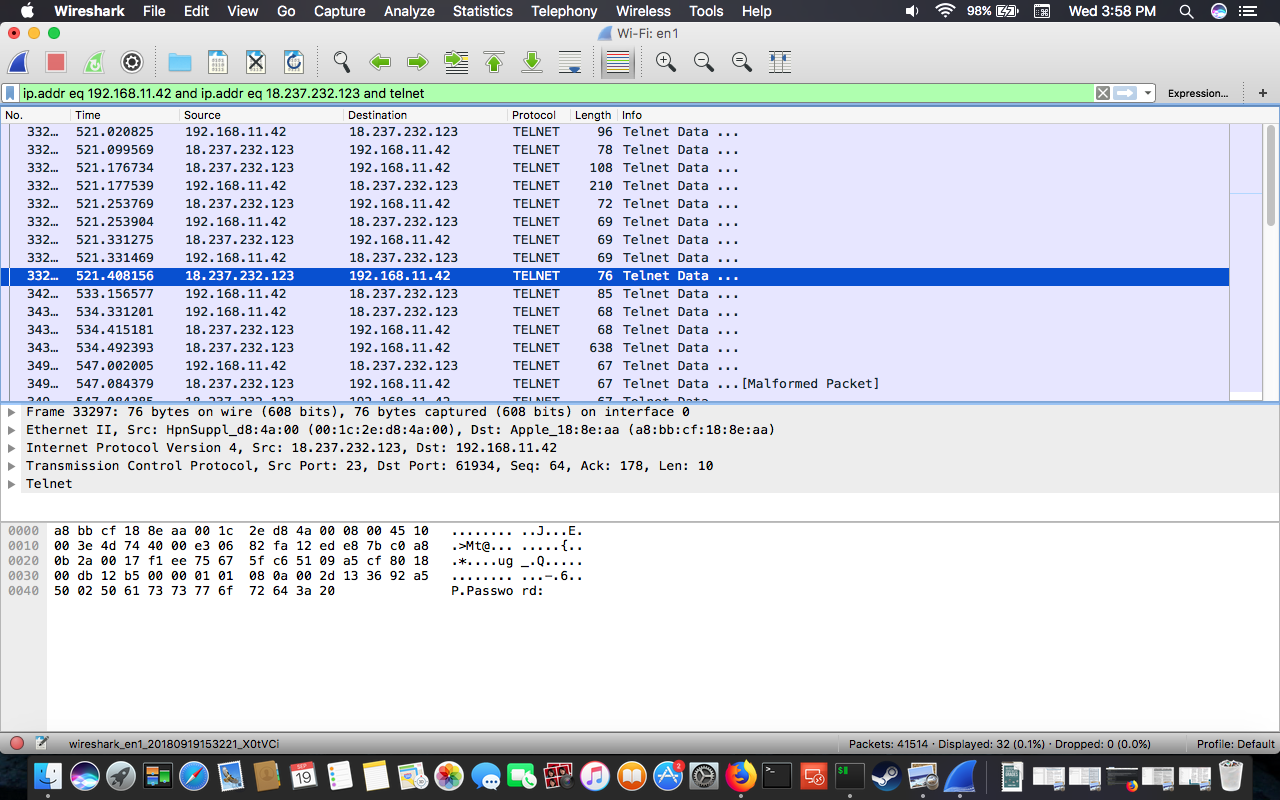 Wireshark File Edit View Go Capture Analyze Statistics Telephony Wireless Tools Help 98% Wed 3:58 PM
Wi-Fi: en1
ip.addr eq 192.168.11.42 and ip.addr eq 18.237.232.123 and telnet Expression… +
No. Time Source Destination Protocol Length Info
332… 521.020825 192.168.11.42 18.237.232.123 TELNET 96 Telnet Data ...
332… 521.099569 18.237.232.123 192.168.11.42 TELNET 78 Telnet Data ...
332… 521.176734 18.237.232.123 192.168.11.42 TELNET 108 Telnet Data ...
332… 521.177539 192.168.11.42 18.237.232.123 TELNET 210 Telnet Data ...
332… 521.253769 18.237.232.123 192.168.11.42 TELNET 72 Telnet Data ...
332… 521.253904 192.168.11.42 18.237.232.123 TELNET 69 Telnet Data ...
332… 521.331275 18.237.232.123 192.168.11.42 TELNET 69 Telnet Data ...
332… 521.331469 192.168.11.42 18.237.232.123 TELNET 69 Telnet Data ...
332… 521.408156 18.237.232.123 192.168.11.42 TELNET 76 Telnet Data ...
342… 533.156577 192.168.11.42 18.237.232.123 TELNET 85 Telnet Data ...
343… 534.331201 192.168.11.42 18.237.232.123 TELNET 68 Telnet Data ...
343… 534.415181 18.237.232.123 192.168.11.42 TELNET 68 Telnet Data ...
343… 534.492393 18.237.232.123 192.168.11.42 TELNET 638 Telnet Data ...
349… 547.002005 192.168.11.42 18.237.232.123 TELNET 67 Telnet Data ...
349… 547.084379 18.237.232.123 192.168.11.42 TELNET 67 Telnet Data ...[Malformed Packet]
Frame 33297: 76 bytes on wire (608 bits), 76 bytes captured (608 bits) on interface 0
Ethernet II, Src: HpnSuppl_d8:4a:00 (00:1c:2e:d8:4a:00), Dst: Apple_18:8e:aa (a8:bb:cf:18:8e:aa)
Internet Protocol Version 4, Src: 18.237.232.123, Dst: 192.168.11.42
Transmission Control Protocol, Src Port: 23, Dst Port: 61934, Seq: 64, Ack: 178, Len: 10
Telnet
0000 a8 bb cf 18 8e aa 00 1c 2e d8 4a 00 08 00 45 10 ........ ..J...E.
0010 00 3e 4d 74 40 00 e3 06 82 fa 12 ed e8 7b c0 a8 .>Mt@... .....{..
0020 0b 2a 00 17 f1 ee 75 67 5f c6 51 09 a5 cf 80 18 .*....ug _.Q.....
0030 00 db 12 b5 00 00 01 01 08 0a 00 2d 13 36 92 a5 ........ ...-.6..
0040 50 02 50 61 73 73 77 6f 72 64 3a 20 P.Passwo rd:
wireshark_en1_20180919153221_X0tVCi Packets: 41514 · Displayed: 32 (0.1%) · Dropped: 0 (0.0%) Profile: Default
SEP
19
2